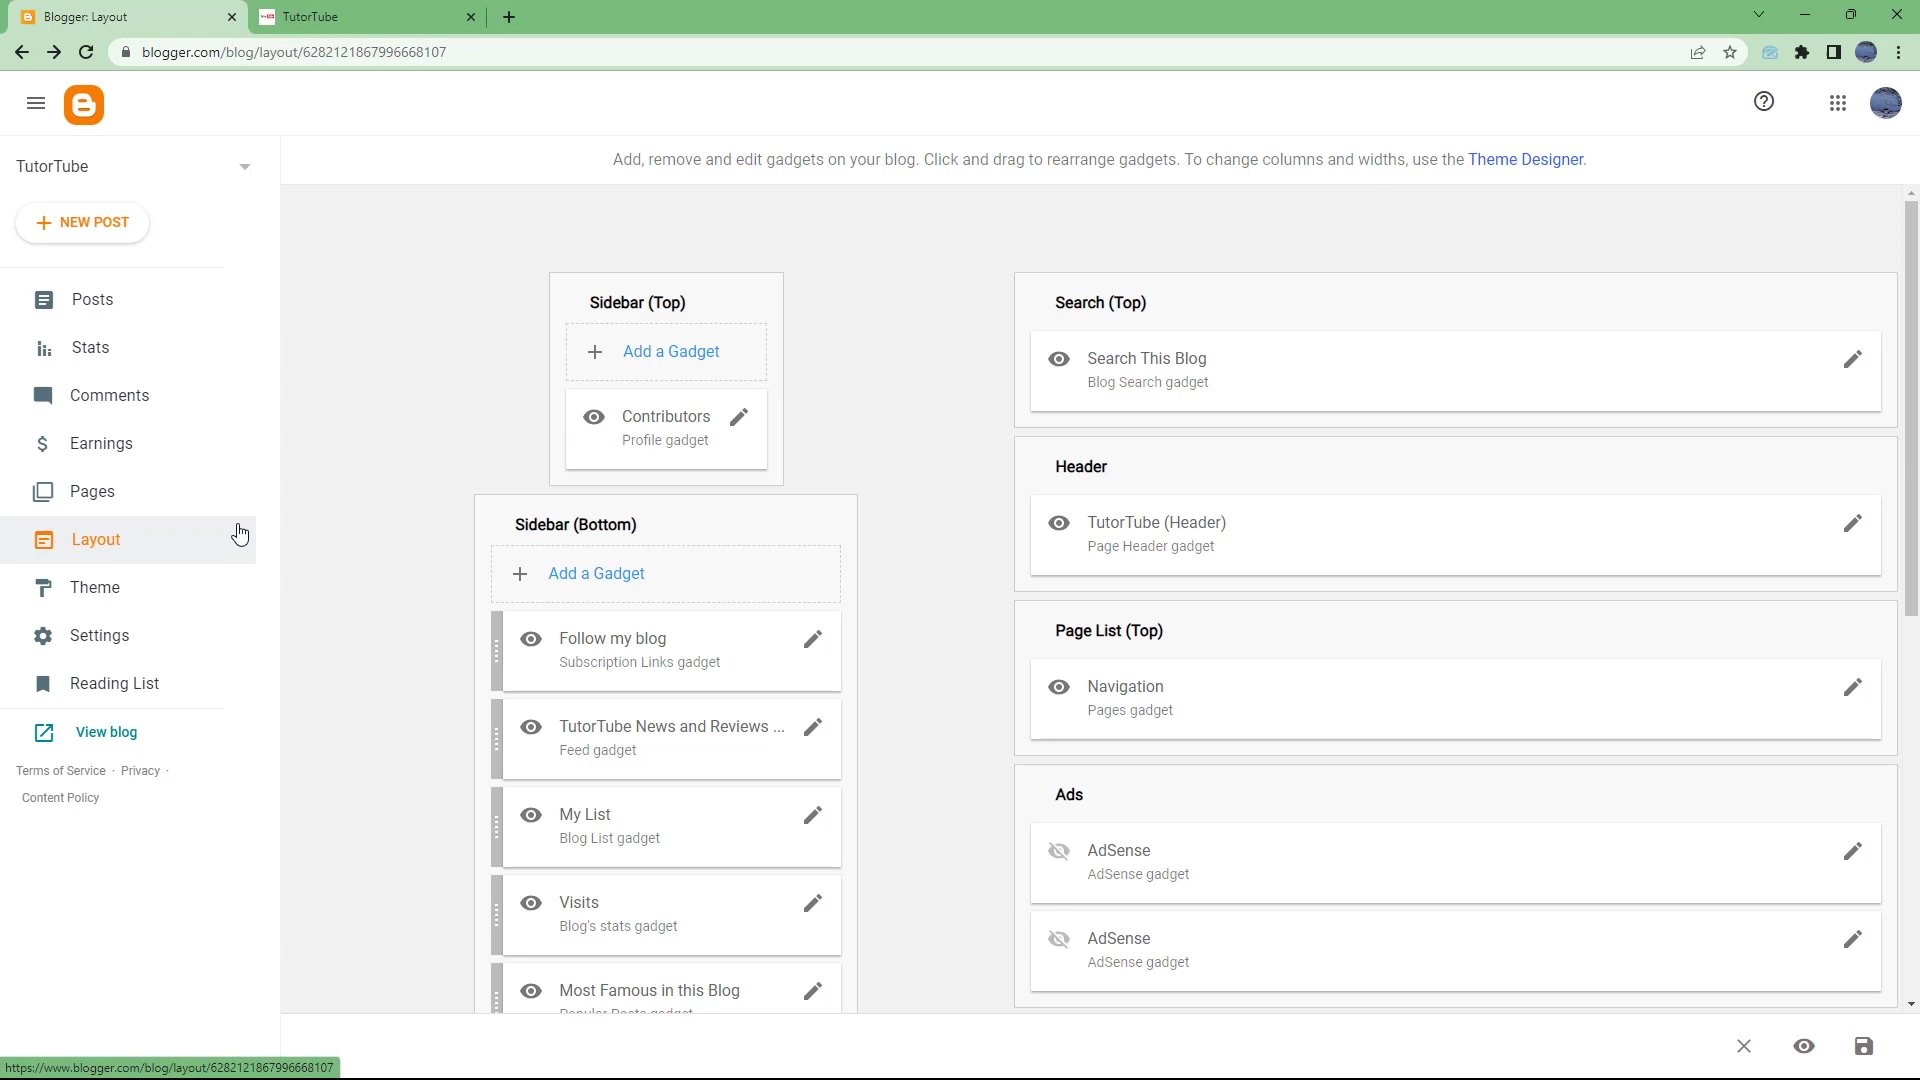 Blogger: Layout
TutorTube
blogger.com/blog/layout/6282121867996668107
TutorTube
NEW POST
Posts
Stats
Comments
Earnings
Pages
Layout
Theme
Settings
Reading List
View blog
Terms of Service · Privacy ·
Content Policy
Add, remove and edit gadgets on your blog. Click and drag to rearrange gadgets. To change columns and widths, use the Theme Designer.
Sidebar (Top)
Add a Gadget
Contributors
Profile gadget
Sidebar (Bottom)
Add a Gadget
Follow my blog
Subscription Links gadget
TutorTube News and Reviews ...
Feed gadget
My List
Blog List gadget
Visits
Blog's stats gadget
Most Famous in this Blog
Popular Posts gadget
Search (Top)
Search This Blog
Blog Search gadget
Header
TutorTube (Header)
Page Header gadget
Page List (Top)
Navigation
Pages gadget
Ads
AdSense
AdSense gadget
AdSense
AdSense gadget
https://www.blogger.com/blog/layout/6282121867996668107